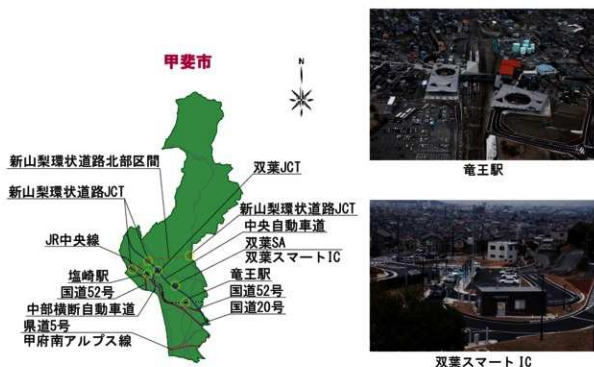 甲斐市
N
新山梨環状道路北部区間
双葉JCT
新山梨環状道路JCT
新山梨環状道路JCT
中央自動車道
JR中央線
双葉SA
双葉スマートIC
塩崎駅
竜王駅
国道52号
国道52号
中部横断自動車道
国道20号
県道5号
甲府南アルプス線
竜王駅
双葉スマート IC